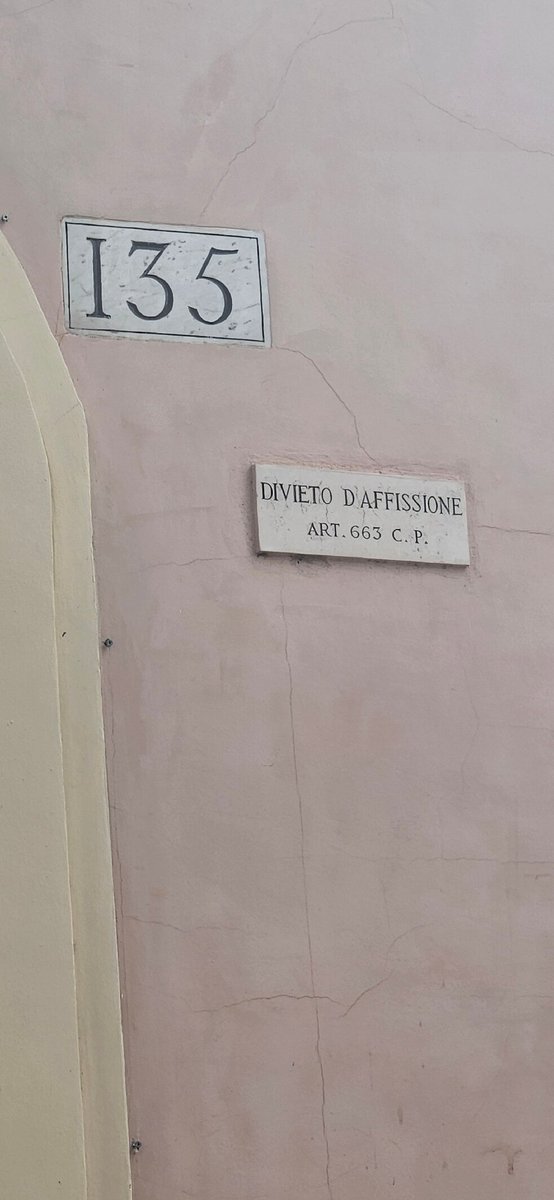 135
DIVIETO D'AFFISSIONE
ART. 663 C. P.